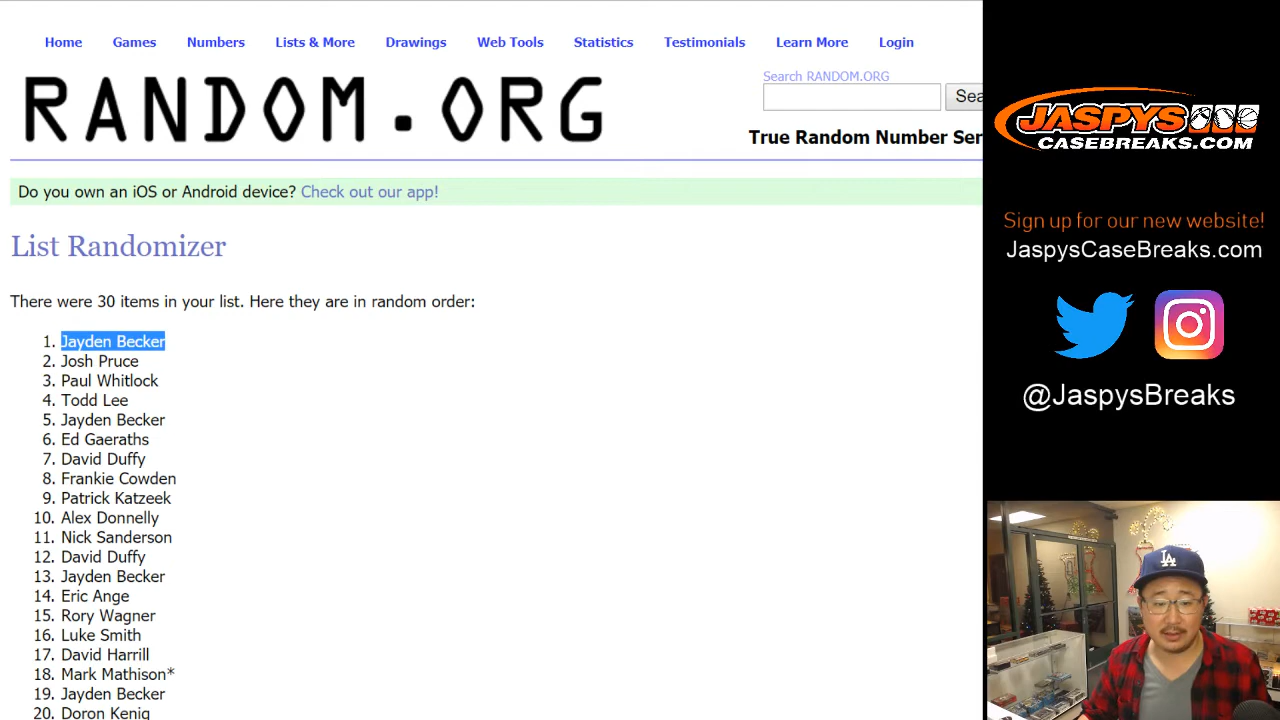 Home Games Numbers Lists & More Drawings Web Tools Statistics Testimonials Learn More Login
RANDOM.ORG
Search RANDOM.ORG
Sea
True Random Number Ser
Do you own an iOS or Android device? Check out our app!
List Randomizer
There were 30 items in your list. Here they are in random order:
1. Jayden Becker
2. Josh Pruce
3. Paul Whitlock
4. Todd Lee
5. Jayden Becker
6. Ed Gaeraths
7. David Duffy
8. Frankie Cowden
9. Patrick Katzeek
10. Alex Donnelly
11. Nick Sanderson
12. David Duffy
13. Jayden Becker
14. Eric Ange
15. Rory Wagner
16. Luke Smith
17. David Harrill
18. Mark Mathison*
19. Jayden Becker
20. Doron Kenig
JASPYS
CASEBREAKS.COM
Sign up for our new website!
JaspysCaseBreaks.com
@JaspysBreaks
LA